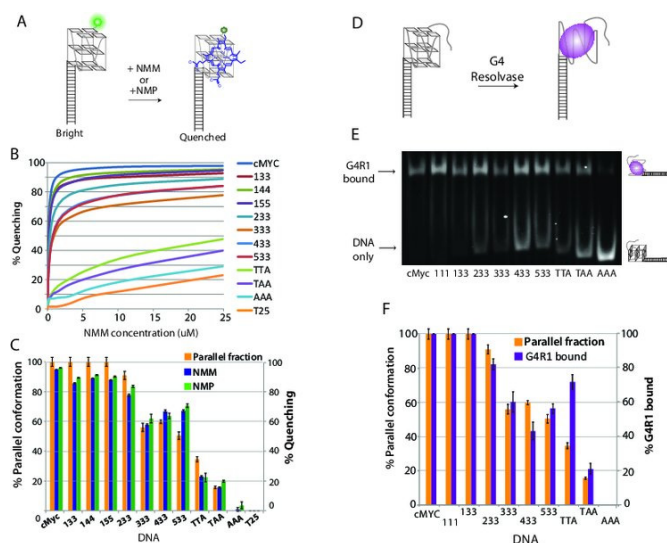 A
+ NMM
or
+NMP
Bright
Quenched
B
% Quenching
100
80
60
40
20
0
0
5
10
15
20
25
NMM concentration (uM)
cMYC
133
144
155
233
333
433
533
TTA
TAA
AAA
T25
C
Parallel fraction
NMM
NMP
% Parallel conformation
100
80
60
40
20
0
% Quenching
100
80
60
40
20
0
cMyc
133
144
155
233
333
433
533
TTA
TAA
AAA
T25
DNA
D
G4
Resolvase
E
G4R1
bound
DNA
only
cMyc 111 133 233 333 433 533 TTA TAA AAA
F
Parallel fraction
G4R1 bound
% Parallel conformation
100
80
60
40
20
0
% G4R1 bound
100
80
60
40
20
0
cMYC
111
133
233
333
433
533
TTA
TAA
AAA
DNA